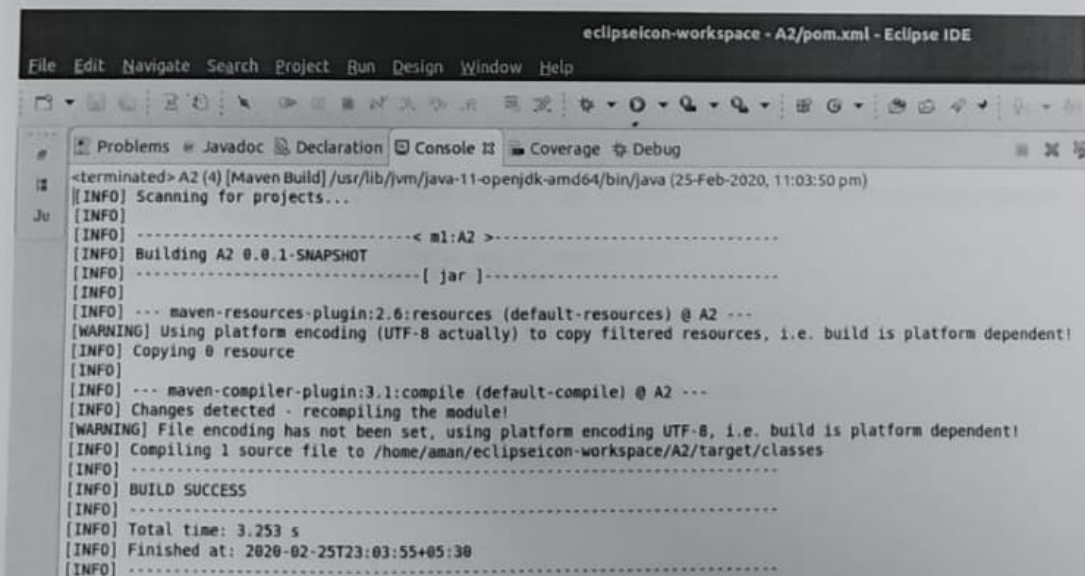 eclipseicon-workspace - A2/pom.xml - Eclipse IDE
File Edit Navigate Search Project Run Design Window Help
Problems Javadoc Declaration Console Coverage Debug
<terminated> A2 (4) [Maven Build] /usr/lib/jvm/java-11-openjdk-amd64/bin/java (25-Feb-2020, 11:03:50 pm)
[INFO] Scanning for projects...
Ju
[INFO]
[INFO] -------------------------------< m1:A2 >--------------------------------
[INFO] Building A2 0.0.1-SNAPSHOT
[INFO] --------------------------------[ jar ]---------------------------------
[INFO]
[INFO] --- maven-resources-plugin:2.6:resources (default-resources) @ A2 ---
[WARNING] Using platform encoding (UTF-8 actually) to copy filtered resources, i.e. build is platform dependent!
[INFO] Copying 0 resource
[INFO]
[INFO] --- maven-compiler-plugin:3.1:compile (default-compile) @ A2 ---
[INFO] Changes detected - recompiling the module!
[WARNING] File encoding has not been set, using platform encoding UTF-8, i.e. build is platform dependent!
[INFO] Compiling 1 source file to /home/aman/eclipseicon-workspace/A2/target/classes
[INFO] ------------------------------------------------------------------------
[INFO] BUILD SUCCESS
[INFO] ------------------------------------------------------------------------
[INFO] Total time: 3.253 s
[INFO] Finished at: 2020-02-25T23:03:55+05:30
[INFO] ------------------------------------------------------------------------